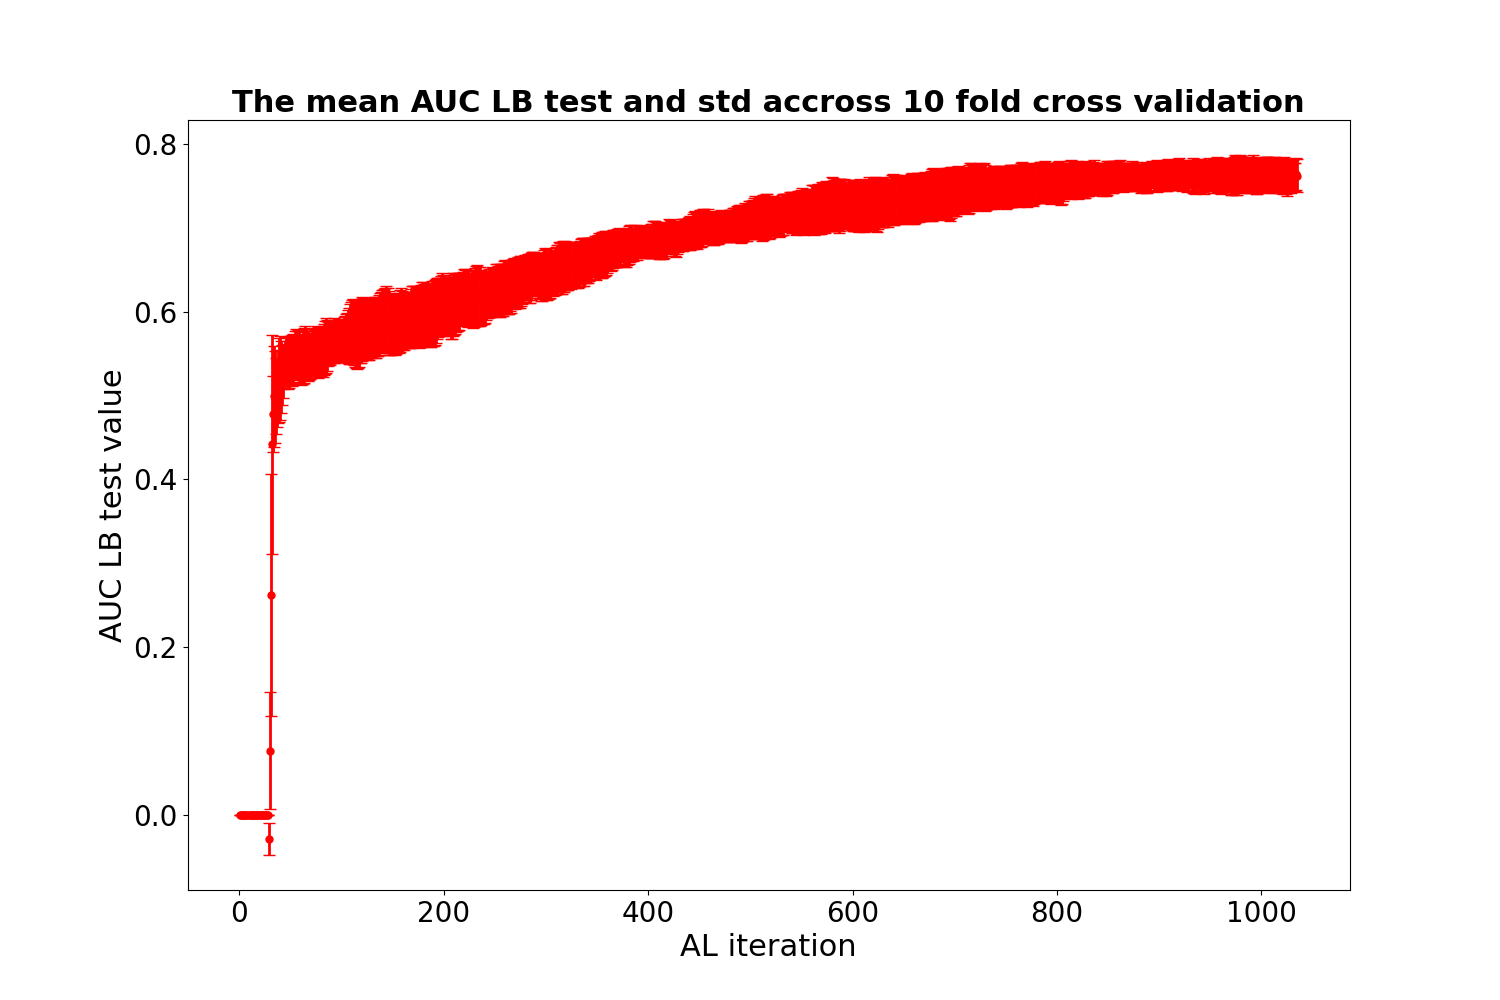 The mean AUC LB test and std accross 10 fold cross validation
0.8
0.6
0.4
0.2
0.0
AUC LB test value
0 200 400 600 800 1000
AL iteration